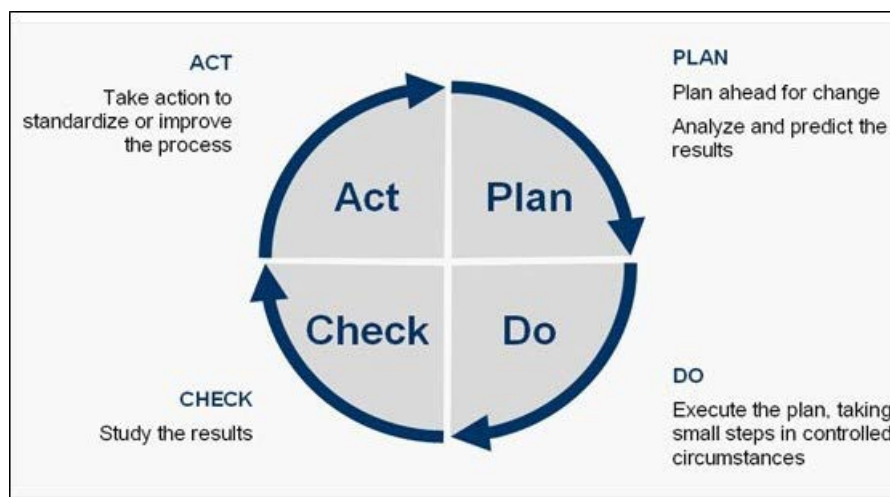 ACT
Take action to
standardize or improve
the process
PLAN
Plan ahead for change
Analyze and predict the
results
Act
Plan
Check
Do
CHECK
Study the results
DO
Execute the plan, taking
small steps in controlled
circumstances